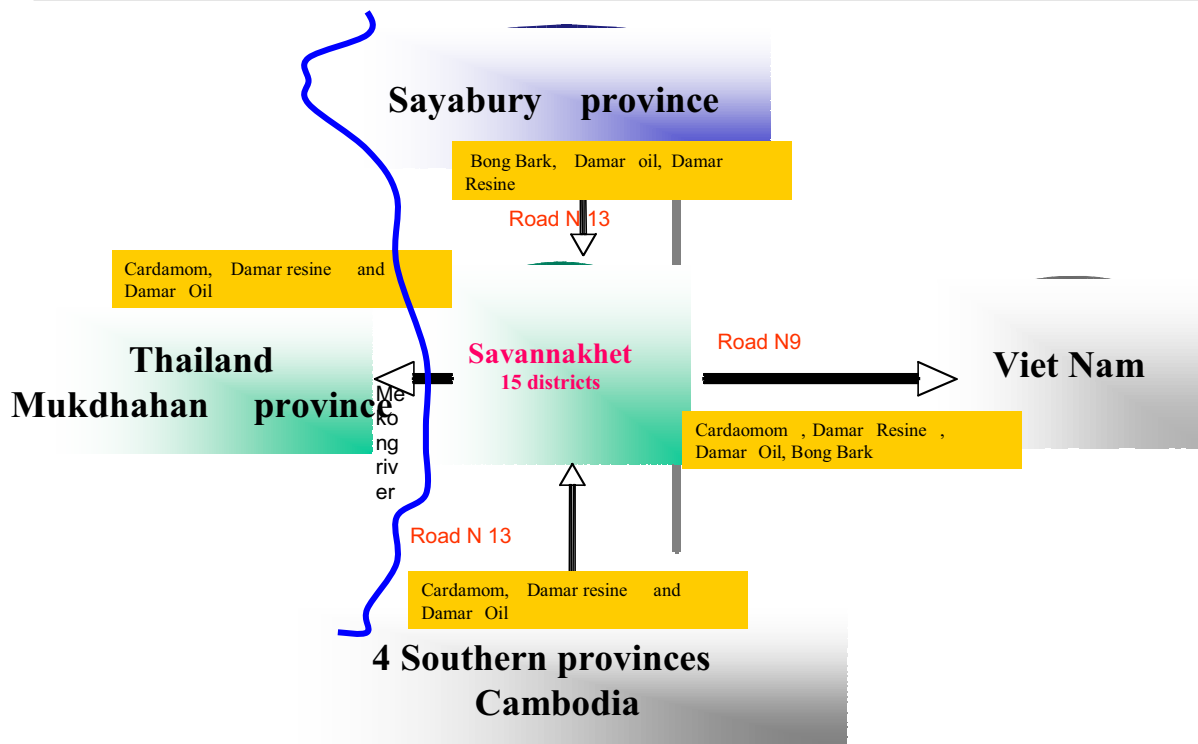 Sayabury province
Bong Bark, Damar oil, Damar
Resine
Road N 13
Cardamom, Damar resine and
Damar Oil
Thailand
Mukdhahan province
Me
ko
ng
riv
er
Savannakhet
15 districts
Road N9
Viet Nam
Cardaomom , Damar Resine ,
Damar Oil, Bong Bark
Road N 13
Cardamom, Damar resine and
Damar Oil
4 Southern provinces
Cambodia